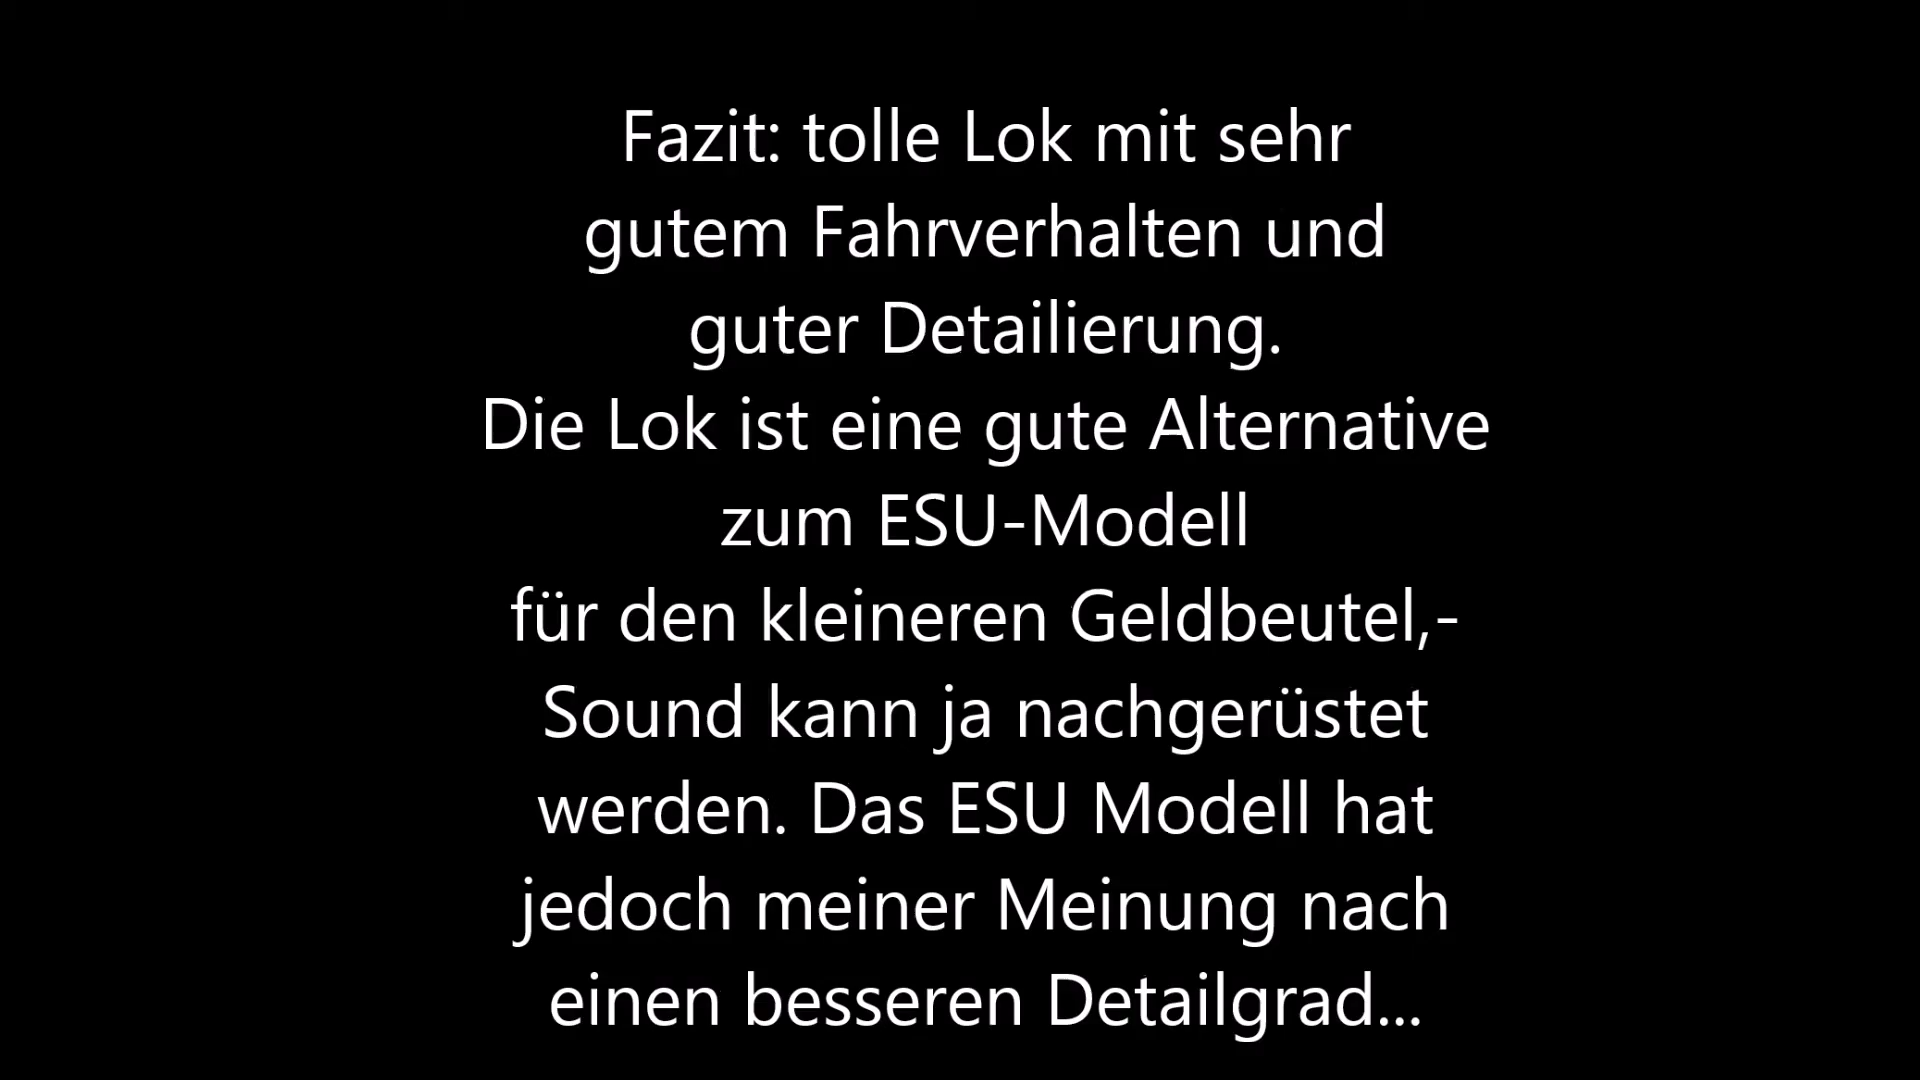 Fazit: tolle Lok mit sehr
gutem Fahrverhalten und
guter Detailierung.
Die Lok ist eine gute Alternative
zum ESU-Modell
für den kleineren Geldbeutel,-
Sound kann ja nachgerüstet
werden. Das ESU Modell hat
jedoch meiner Meinung nach
einen besseren Detailgrad...